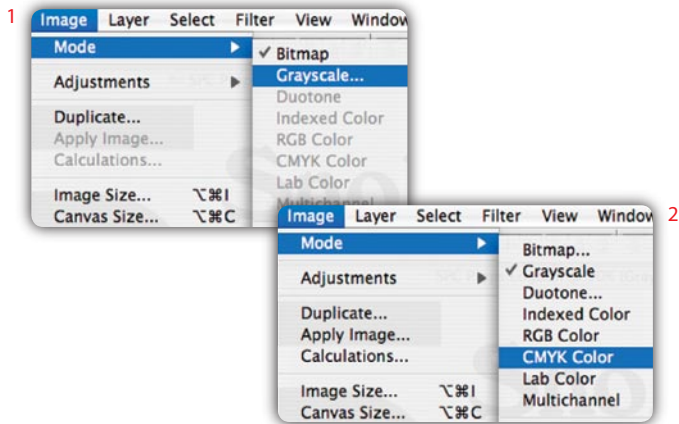 1
Image Layer Select Filter View Window
Mode
✓ Bitmap
Grayscale...
Adjustments
Duotone
Indexed Color
Duplicate...
RGB Color
Apply Image...
CMYK Color
Calculations...
Lab Color
Multichannel
Image Size... ⌥⌘I
Canvas Size... ⌥⌘C
2
Image Layer Select Filter View Window
Mode
Bitmap...
✓ Grayscale
Adjustments
Duotone...
Indexed Color
Duplicate...
RGB Color
Apply Image...
CMYK Color
Calculations...
Lab Color
Multichannel
Image Size... ⌥⌘I
Canvas Size... ⌥⌘C